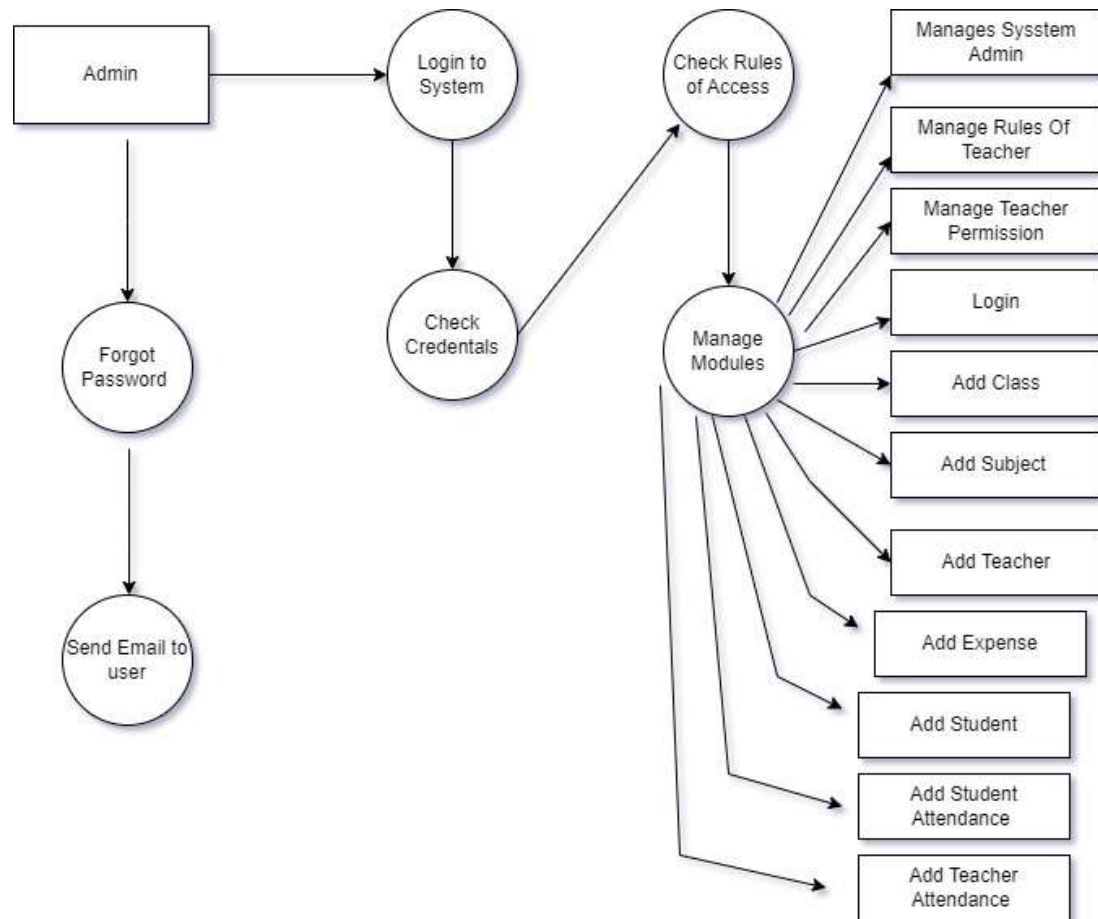 Admin
Login to
System
Check Rules
of Access
Manages Sysstem
Admin
Manage Rules Of
Teacher
Manage Teacher
Permission
Login
Check
Credentals
Manage
Modules
Forgot
Password
Add Class
Add Subject
Add Teacher
Send Email to
user
Add Expense
Add Student
Add Student
Attendance
Add Teacher
Attendance